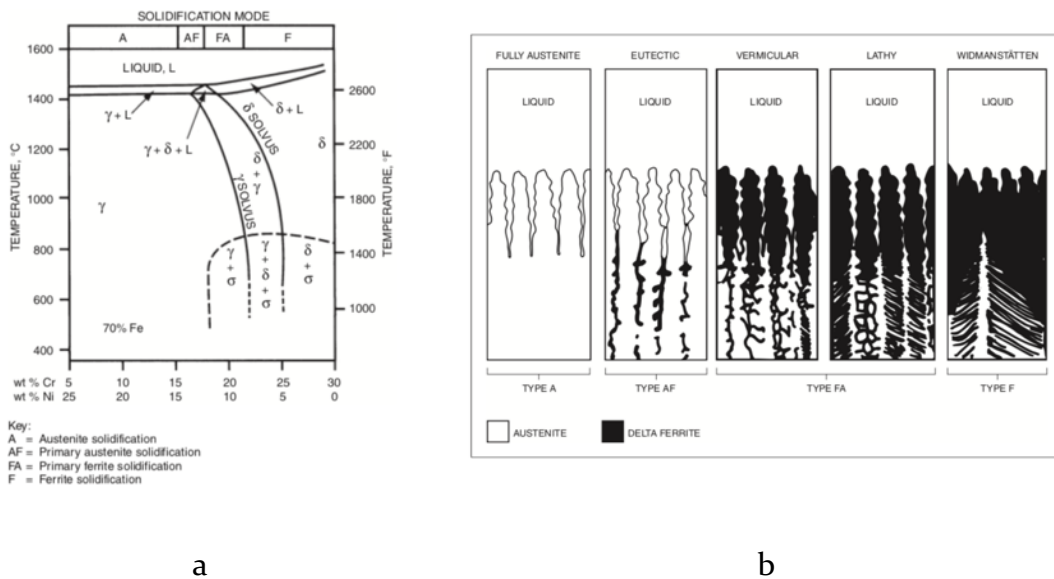 SOLIDIFICATION MODE
A AF FA F
1600
1400
1200
1000
800
600
400
TEMPERATURE, °C
LIQUID, L
γ + L
γ + δ + L
δ + L
δ SOLVUS
γ SOLVUS
δ + γ
δ
γ
γ + σ
γ + δ + σ
δ + σ
70% Fe
2600
2200
1800
1400
1000
TEMPERATURE, °F
wt % Cr 5 10 15 20 25 30
wt % Ni 25 20 15 10 5 0
Key:
A = Austenite solidification
AF = Primary austenite solidification
FA = Primary ferrite solidification
F = Ferrite solidification
a
FULLY AUSTENITE EUTECTIC VERMICULAR LATHY WIDMANSTÄTTEN
LIQUID LIQUID LIQUID LIQUID LIQUID
TYPE A TYPE AF TYPE FA TYPE F
AUSTENITE DELTA FERRITE
b